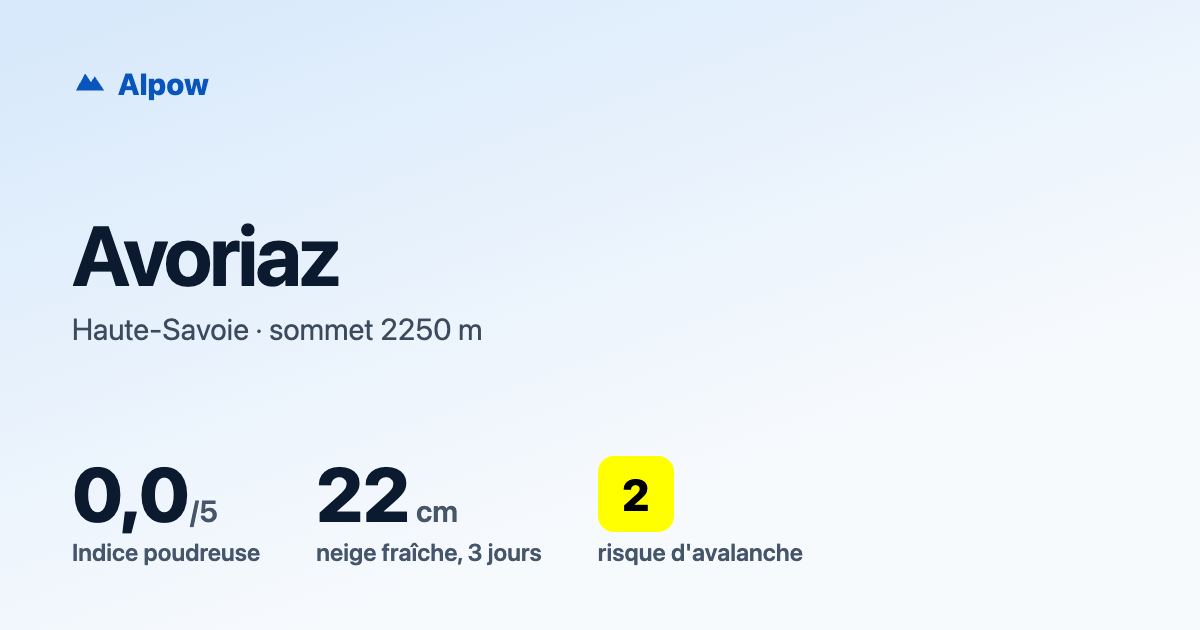 Alpow
Avoriaz
Haute-Savoie · sommet 2250 m
0,0/5
Indice poudreuse
22 cm
neige fraîche, 3 jours
2
risque d'avalanche